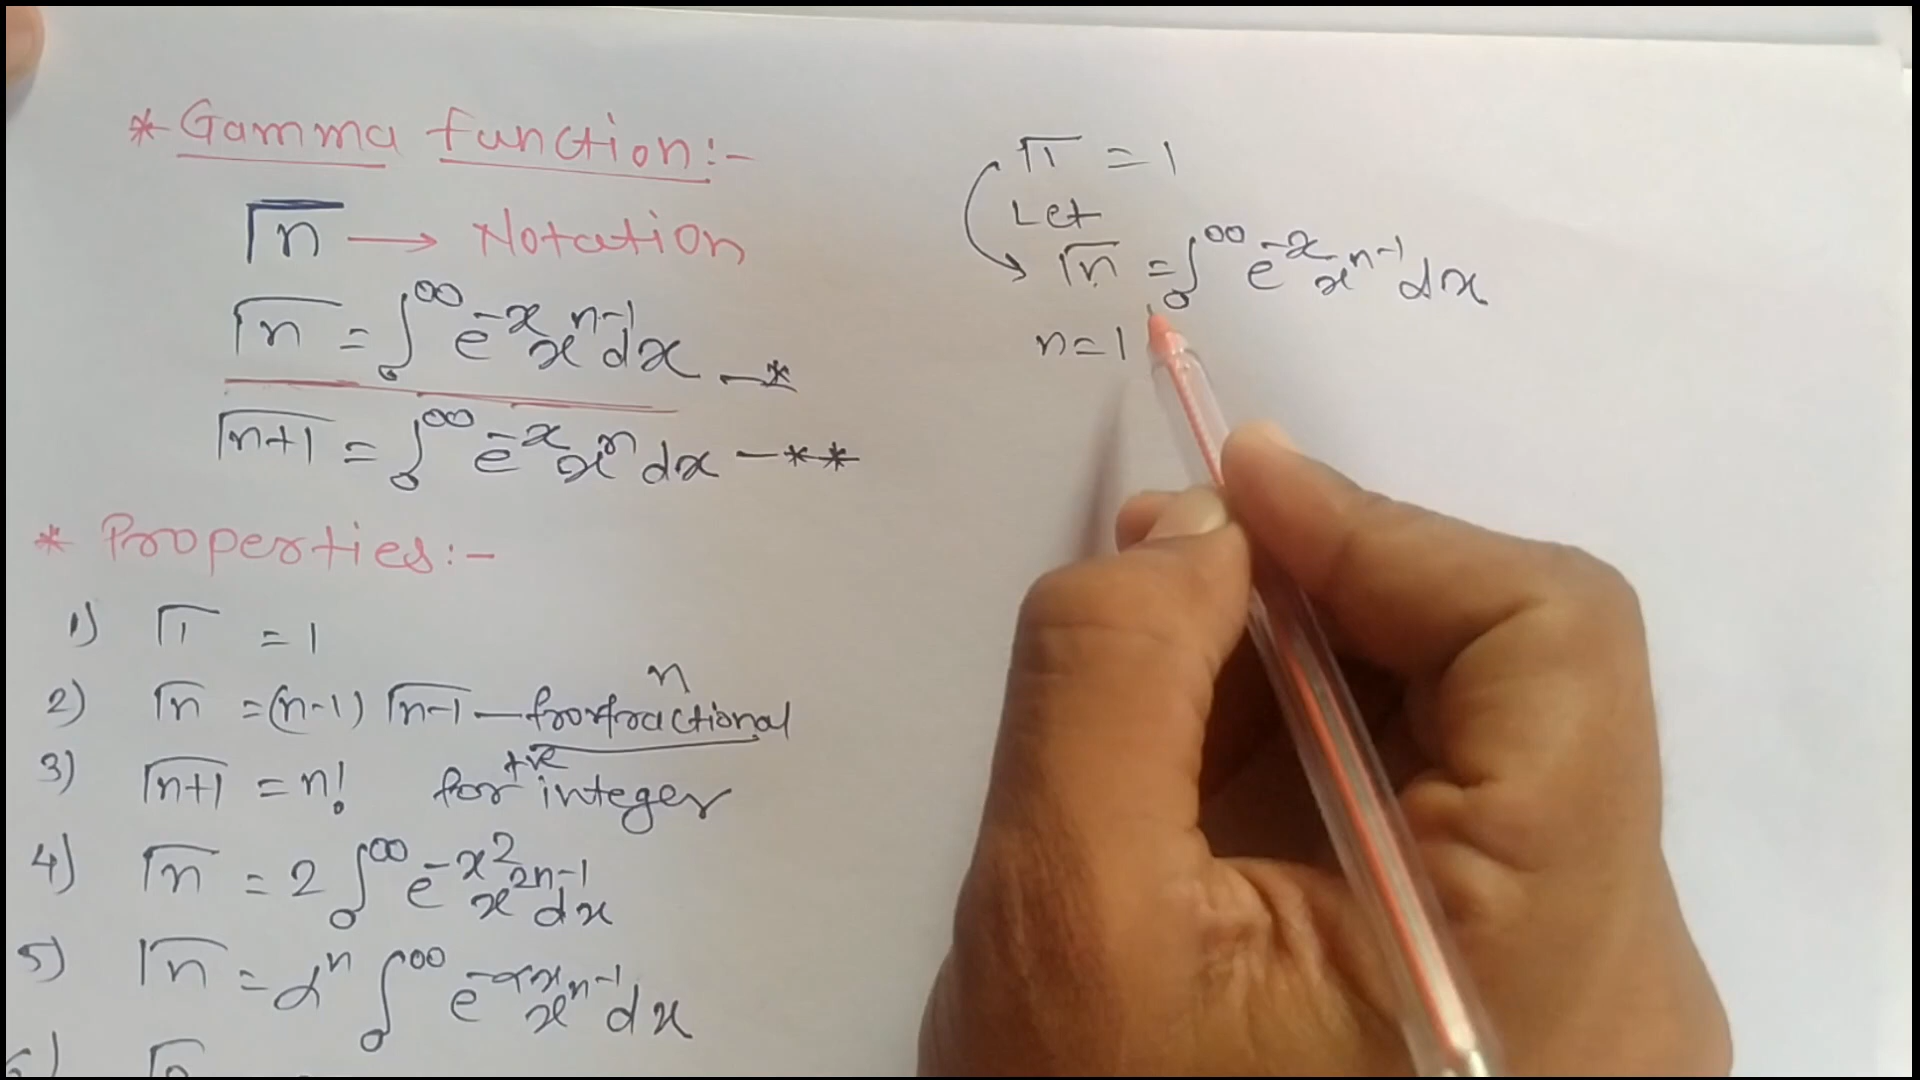 * Gamma function:-
Γn → Notation
Γn = ∫₀^∞ e^-x x^n-1 dx —*
Γn+1 = ∫₀^∞ e^-x x^n dx —**
* Properties:-
1) Γ1 = 1
2) Γn = (n-1) Γn-1 — for fractional n
3) Γn+1 = n! for +ve integer
4) Γn = 2 ∫₀^∞ e^-x² x^2n-1 dx
5) Γn = α^n ∫₀^∞ e^-αx x^n-1 dx
Γ1 = 1
Let
Γn = ∫₀^∞ e^-x x^n-1 dx
n=1